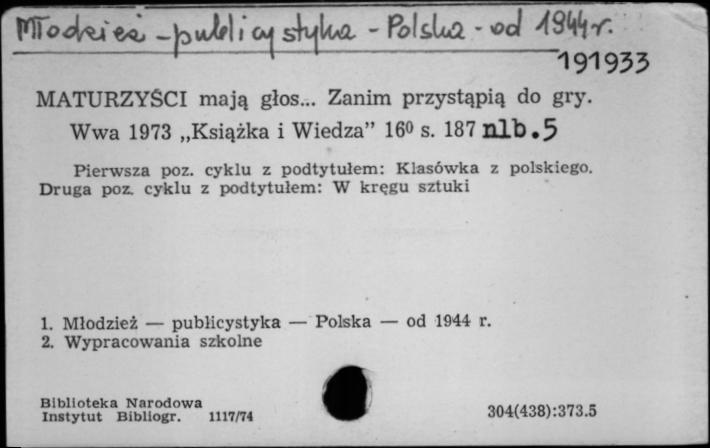 Młodzież - publicystyka - Polska - od 1944 r.
191933
MATURZYŚCI mają głos... Zanim przystąpią do gry.
Wwa 1973 „Książka i Wiedza” 16⁰ s. 187 nlb.5
Pierwsza poz. cyklu z podtytułem: Klasówka z polskiego.
Druga poz. cyklu z podtytułem: W kręgu sztuki
1. Młodzież — publicystyka — Polska — od 1944 r.
2. Wypracowania szkolne
Biblioteka Narodowa
Instytut Bibliogr. 1117/74
304(438):373.5